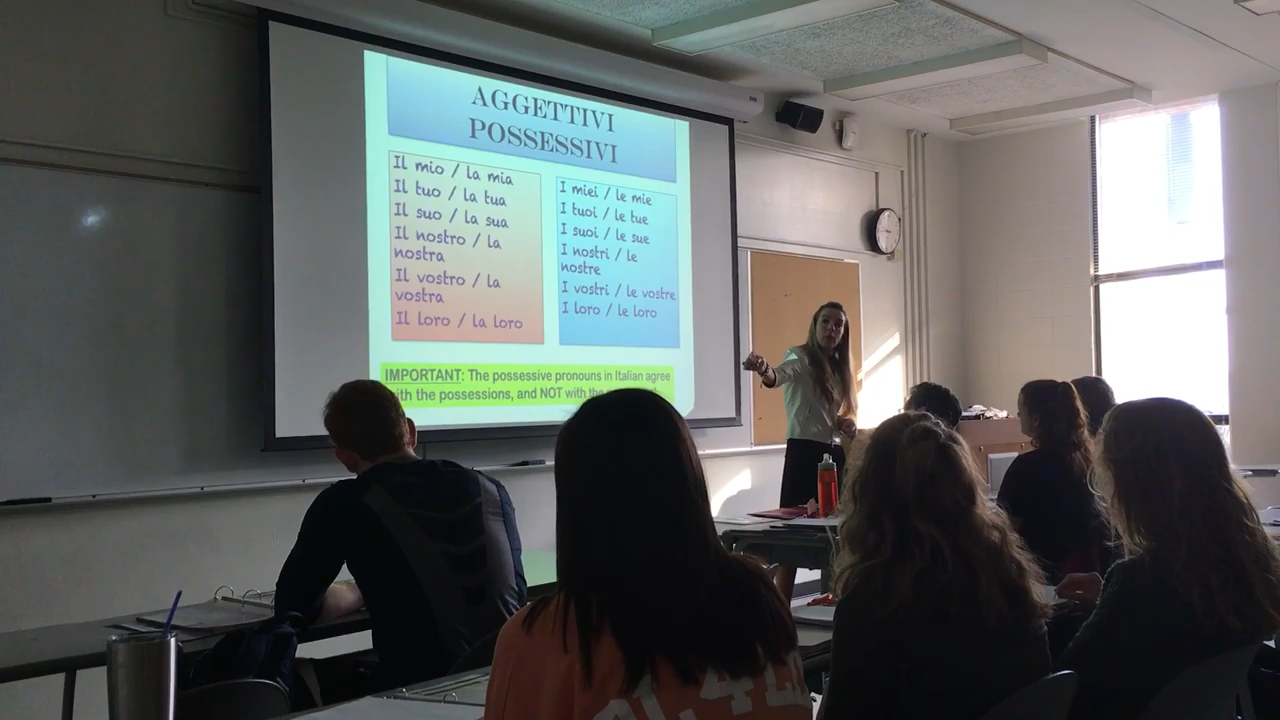 AGGETTIVI
POSSESSIVI
Il mio / la mia
Il tuo / la tua
Il suo / la sua
Il nostro / la
nostra
Il vostro / la
vostra
Il loro / la loro
I miei / le mie
I tuoi / le tue
I suoi / le sue
I nostri / le
nostre
I vostri / le vostre
I loro / le loro
IMPORTANT: The possessive pronouns in Italian agree
with the possessions, and NOT with the